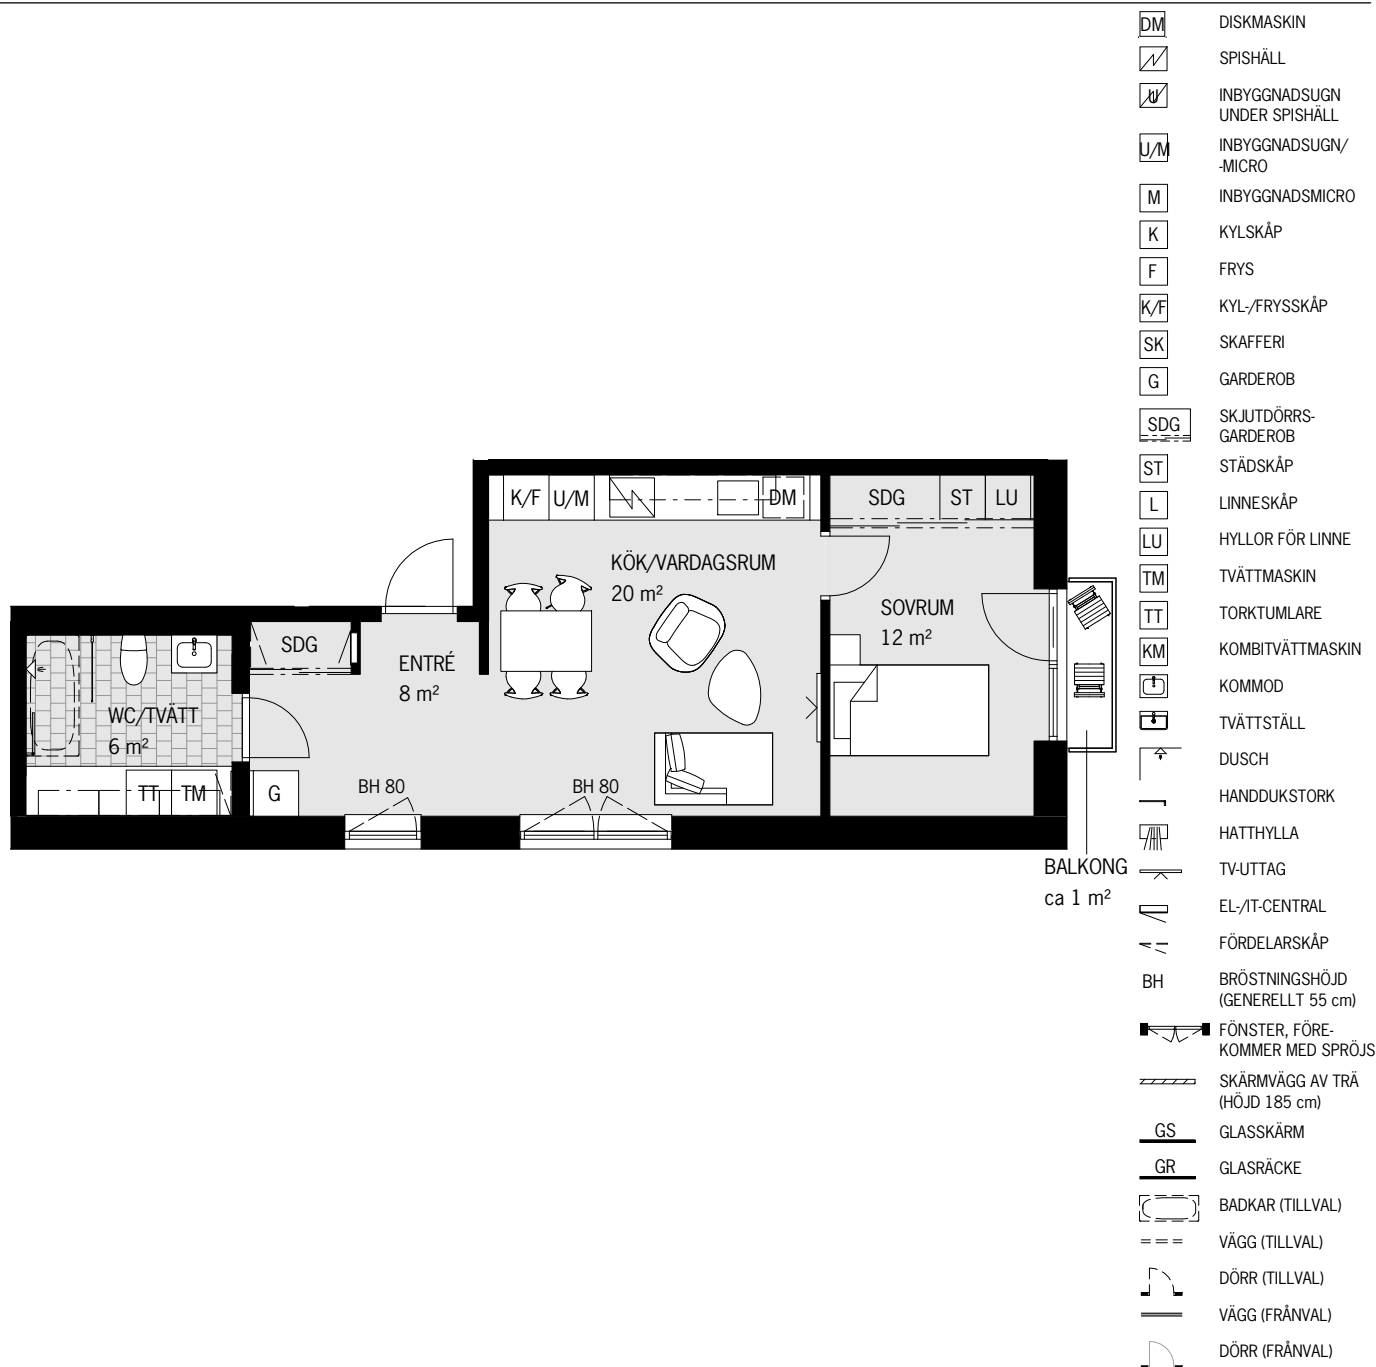 K/F
U/M
DM
SDG
ST
LU
KÖK/VARDAGSRUM
20 m²
SOVRUM
12 m²
SDG
ENTRÉ
8 m²
WC/TVÄTT
6 m²
TT
TM
G
BH 80
BH 80
BALKONG
ca 1 m²
DM DISKMASKIN
SPISHÄLL
U INBYGGNADSUGN
UNDER SPISHÄLL
U/M INBYGGNADSUGN/
-MICRO
M INBYGGNADSMICRO
K KYLSKÅP
F FRYS
K/F KYL-/FRYSSKÅP
SK SKAFFERI
G GARDEROB
SDG SKJUTDÖRRS-
GARDEROB
ST STÄDSKÅP
L LINNESKÅP
LU HYLLOR FÖR LINNE
TM TVÄTTMASKIN
TT TORKTUMLARE
KM KOMBITVÄTTMASKIN
KOMMOD
TVÄTTSTÄLL
DUSCH
HANDDUKSTORK
HATTHYLLA
TV-UTTAG
EL-/IT-CENTRAL
FÖRDELARSKÅP
BH BRÖSTNINGSHÖJD
(GENERELLT 55 cm)
FÖNSTER, FÖRE-
KOMMER MED SPRÖJS
SKÄRMVÄGG AV TRÄ
(HÖJD 185 cm)
GS GLASSKÄRM
GR GLASRÄCKE
BADKAR (TILLVAL)
VÄGG (TILLVAL)
DÖRR (TILLVAL)
VÄGG (FRÅNVAL)
DÖRR (FRÅNVAL)